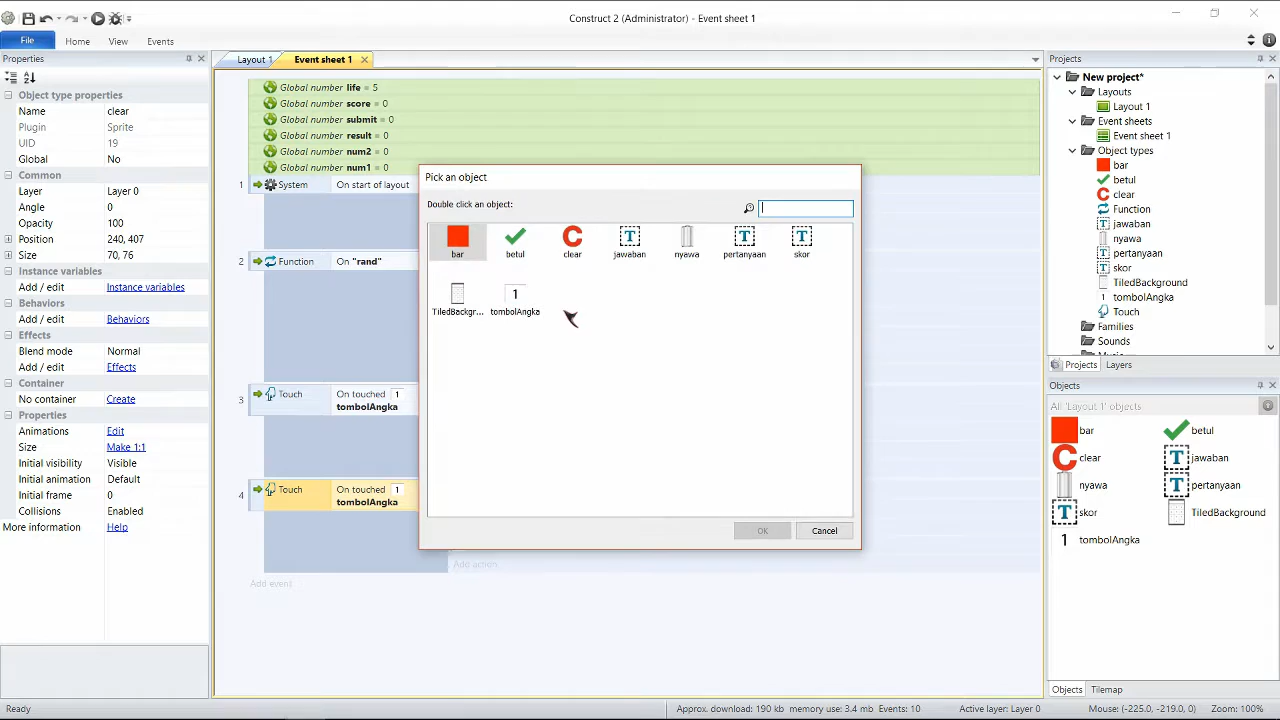 Construct 2 (Administrator) - Event sheet 1
File Home View Events
Properties
Object type properties
Name clear
Plugin Sprite
UID 19
Global No
Common
Layer Layer 0
Angle 0
Opacity 100
Position 240, 407
Size 70, 76
Instance variables
Add / edit Instance variables
Behaviors
Add / edit Behaviors
Effects
Blend mode Normal
Add / edit Effects
Container
No container Create
Properties
Animations Edit
Size Make 1:1
Initial visibility Visible
Initial animation Default
Initial frame 0
Collisions Enabled
More information Help
Layout 1 Event sheet 1
Global number life = 5
Global number score = 0
Global number submit = 0
Global number result = 0
Global number num2 = 0
Global number num1 = 0
1 System On start of layout
2 Function On "rand"
3 Touch On touched 1
tombolAngka
4 Touch On touched 1
tombolAngka
Add action
Add event
Pick an object
Double click an object:
bar betul C clear T jawaban nyawa T pertanyaan T skor
TiledBackgr... 1 tombolAngka
OK Cancel
Projects
New project*
Layouts
Layout 1
Event sheets
Event sheet 1
Object types
bar
betul
C clear
Function
T jawaban
nyawa
T pertanyaan
T skor
TiledBackground
1 tombolAngka
Touch
Families
Sounds
Projects Layers
Objects
All 'Layout 1' objects
bar betul
C clear T jawaban
nyawa T pertanyaan
T skor TiledBackground
1 tombolAngka
Objects Tilemap
Ready Approx. download: 190 kb memory use: 3.4 mb Events: 10 Active layer: Layer 0 Mouse: (-225.0, -219.0, 0) Zoom: 100%